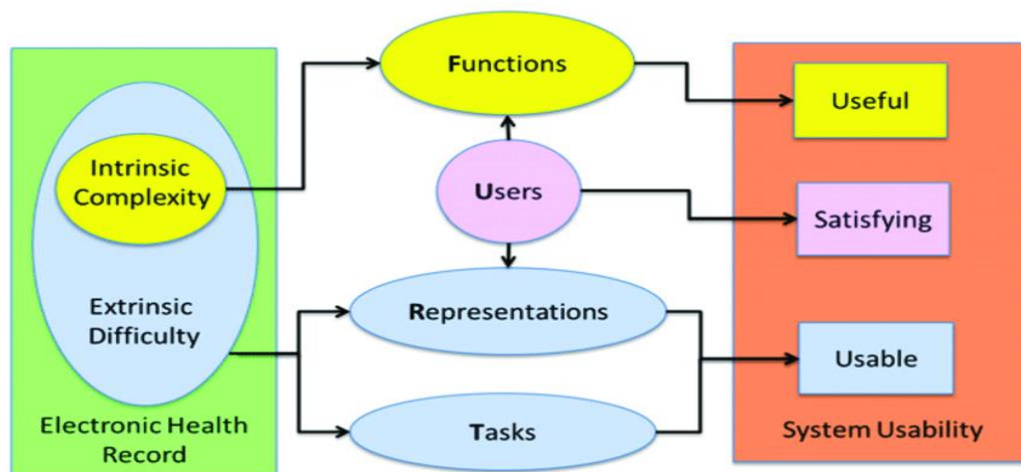 Functions
Useful
Intrinsic
Complexity
Users
Satisfying
Extrinsic
Difficulty
Representations
Usable
Tasks
Electronic Health
Record
System Usability